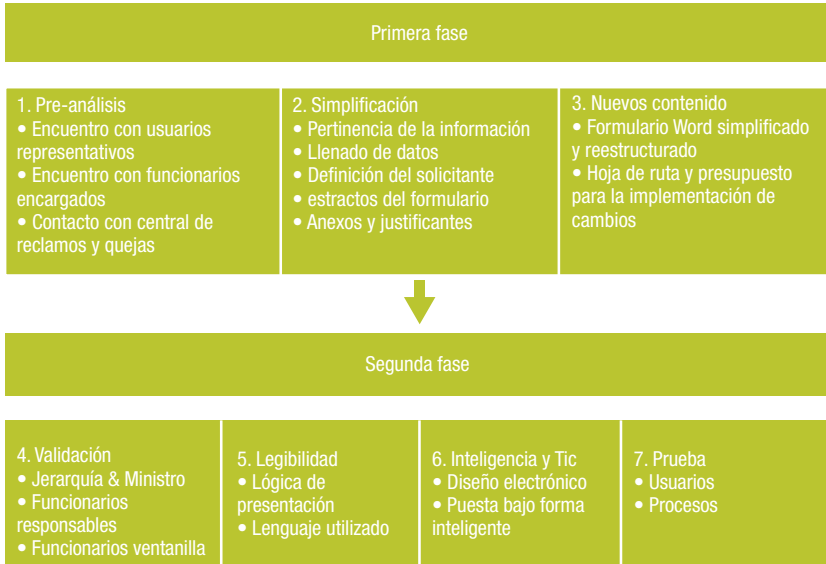 Primera fase
1. Pre-análisis
• Encuentro con usuarios
representativos
• Encuentro con funcionarios
encargados
• Contacto con central de
reclamos y quejas
2. Simplificación
• Pertinencia de la información
• Llenado de datos
• Definición del solicitante
• estractos del formulario
• Anexos y justificantes
3. Nuevos contenido
• Formulario Word simplificado
y reestructurado
• Hoja de ruta y presupuesto
para la implementación de
cambios
Segunda fase
4. Validación
• Jerarquía & Ministro
• Funcionarios
responsables
• Funcionarios ventanilla
5. Legibilidad
• Lógica de
presentación
• Lenguaje utilizado
6. Inteligencia y Tic
• Diseño electrónico
• Puesta bajo forma
inteligente
7. Prueba
• Usuarios
• Procesos